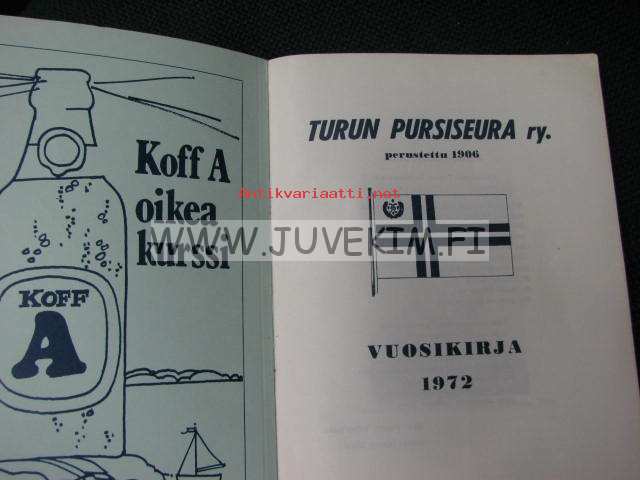 Koff A
oikea
kurssi
KOFF
A
TURUN PURSISEURA ry.
perustettu 1906
VUOSIKIRJA
1972
Antikvariaatti.net
WWW.JUVEKIM.FI